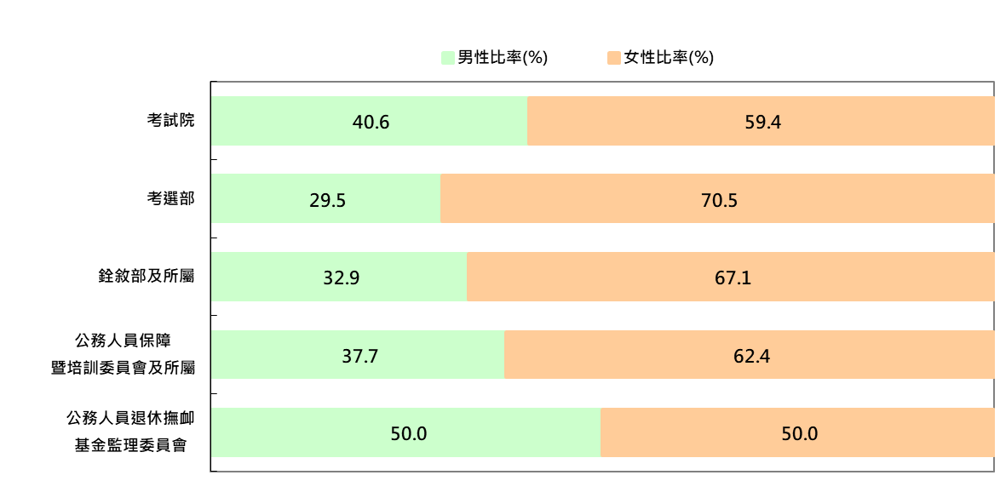 男性比率(%) 女性比率(%)
考試院 40.6 59.4
考選部 29.5 70.5
銓敘部及所屬 32.9 67.1
公務人員保障
暨培訓委員會及所屬 37.7 62.4
公務人員退休撫卹
基金監理委員會 50.0 50.0